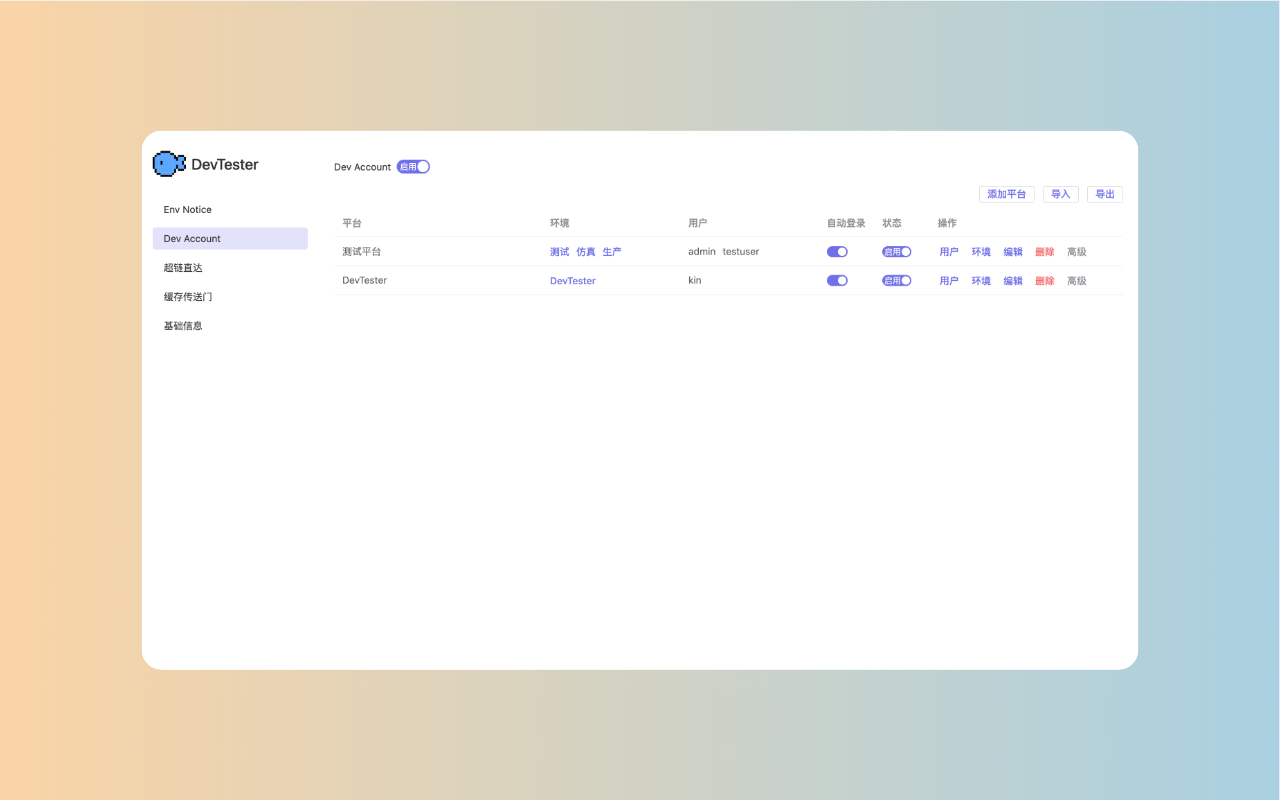 DevTester
Dev Account 启用
添加平台 导入 导出
Env Notice
Dev Account
超链直达
缓存传送门
基础信息
平台 环境 用户 自动登录 状态 操作
测试平台 测试 仿真 生产 admin testuser 启用 用户 环境 编辑 删除 高级
DevTester DevTester kin 启用 用户 环境 编辑 删除 高级